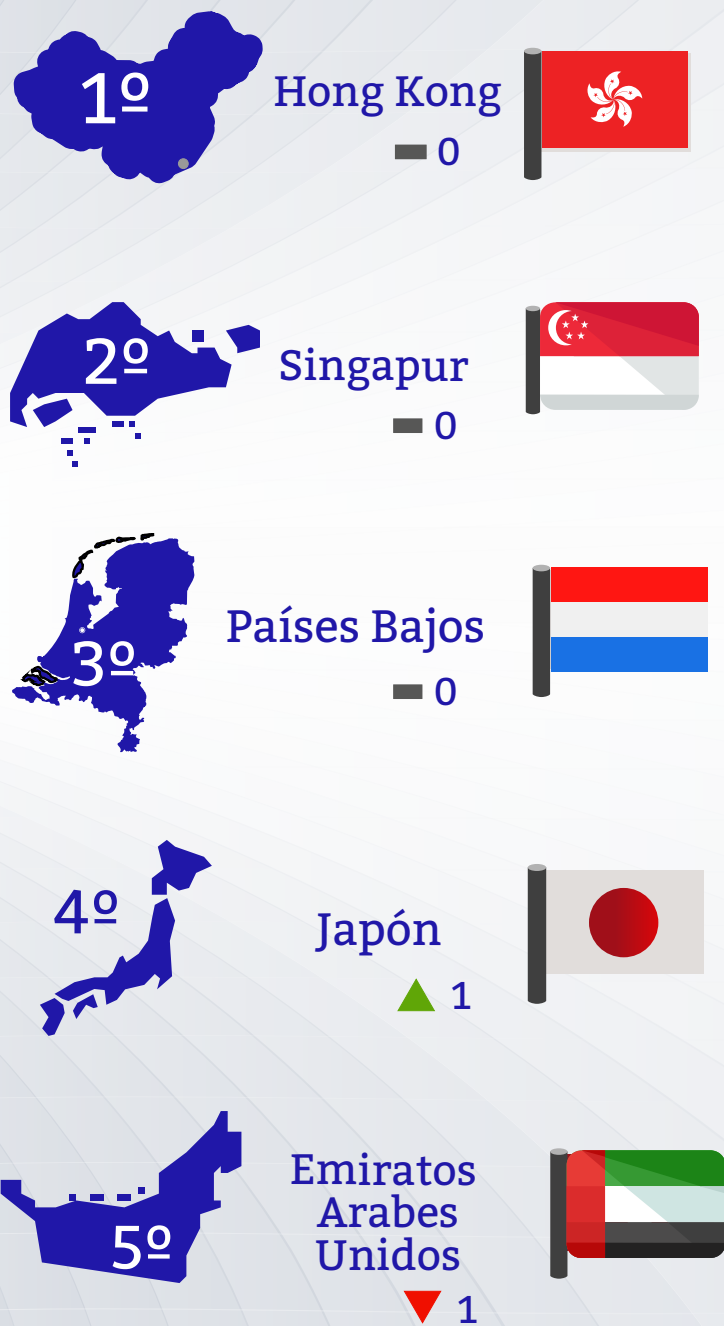 1º
Hong Kong
0
2º
Singapur
0
3º
Países Bajos
0
4º
Japón
1
5º
Emiratos
Arabes
Unidos
1